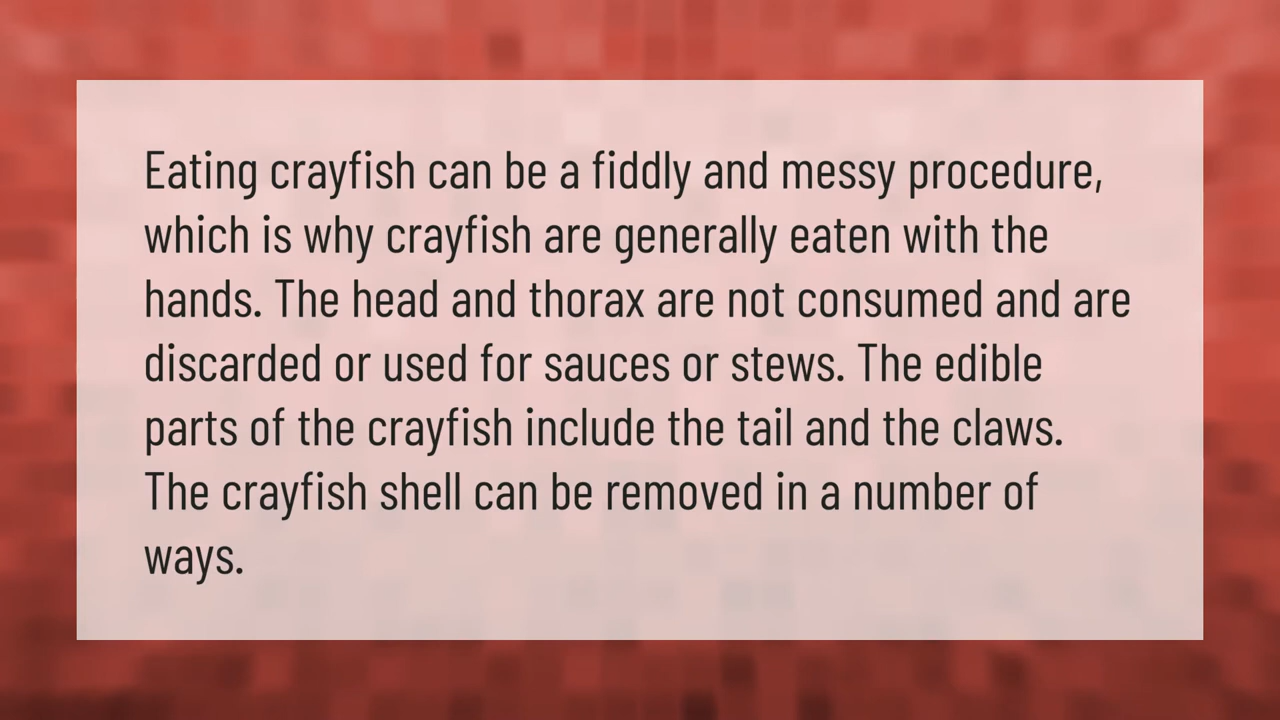 Eating crayfish can be a fiddly and messy procedure,
which is why crayfish are generally eaten with the
hands. The head and thorax are not consumed and are
discarded or used for sauces or stews. The edible
parts of the crayfish include the tail and the claws.
The crayfish shell can be removed in a number of
ways.